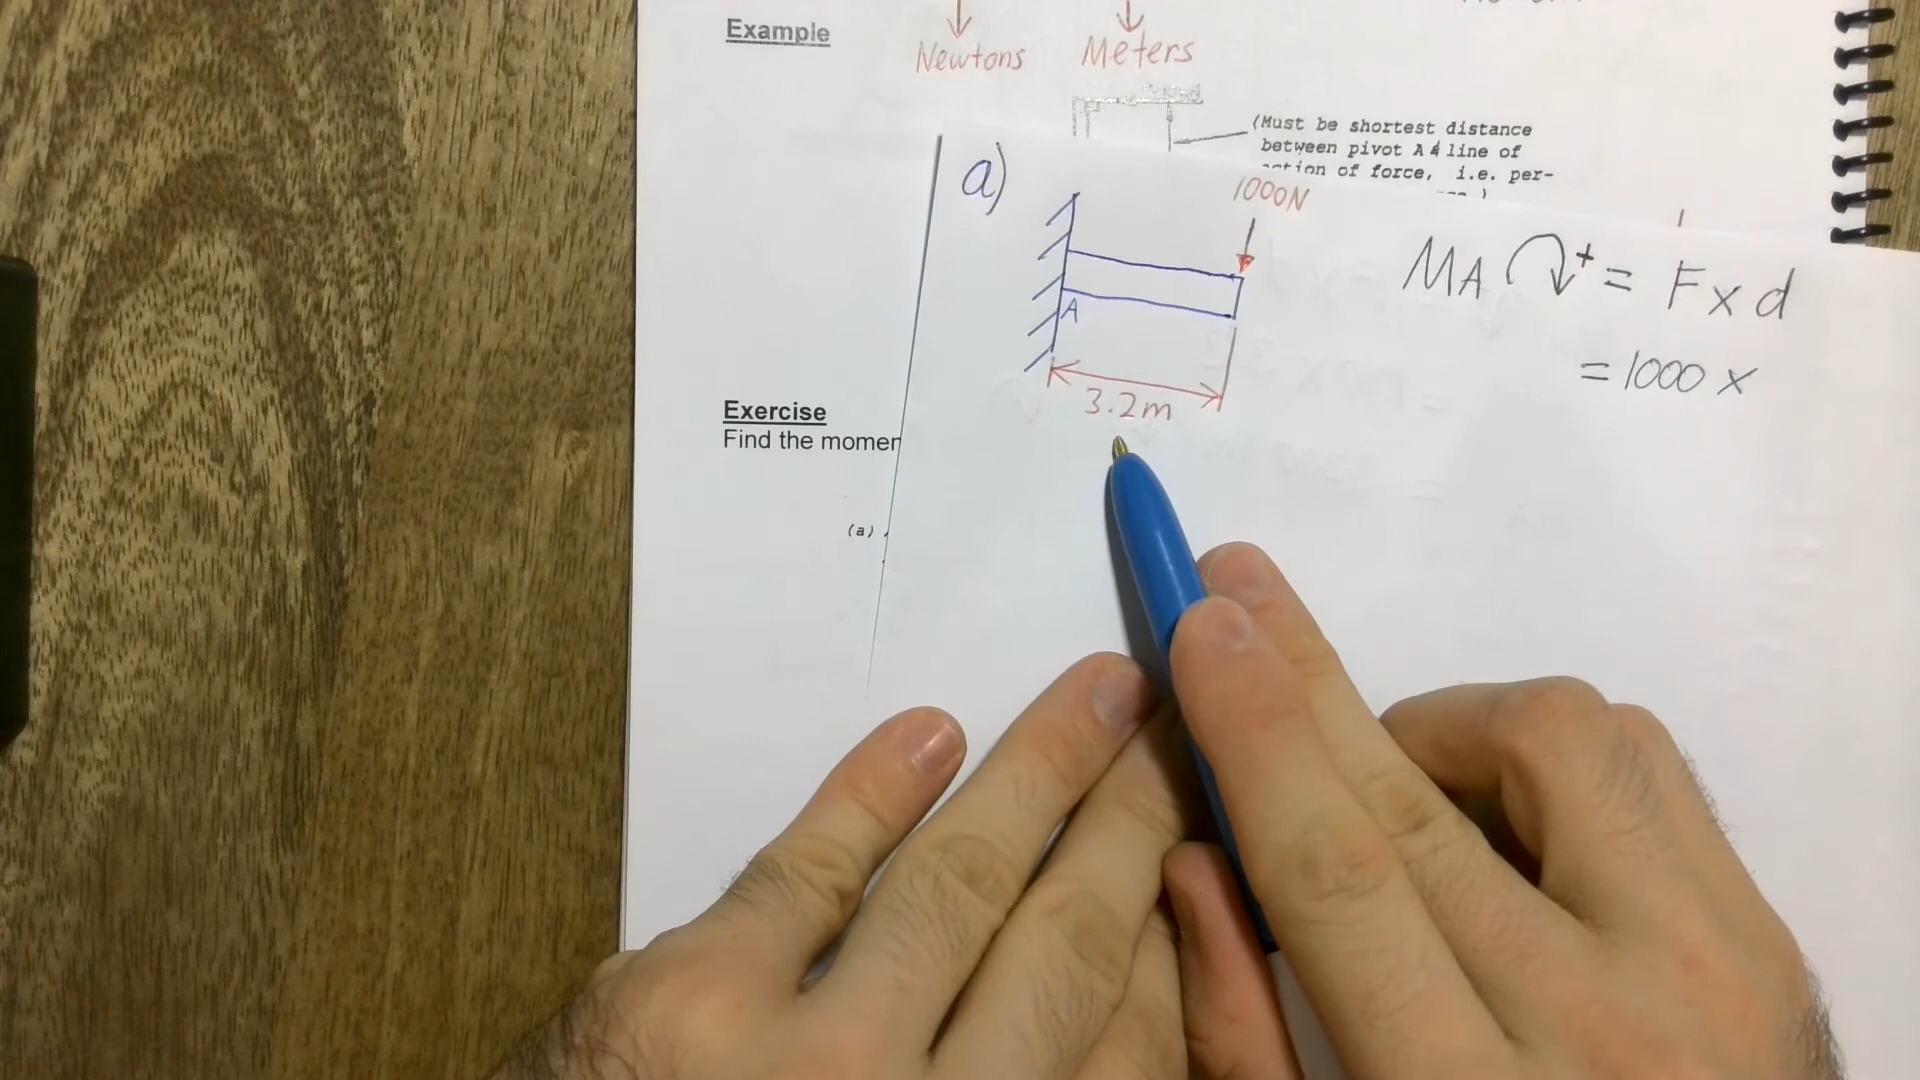 Example
Newtons Meters
(Must be shortest distance
between pivot A & line of
of force, i.e. per-
)
a)
1000N
MA + = F x d
= 1000 x
A
3.2m
Exercise
Find the momen
(a)